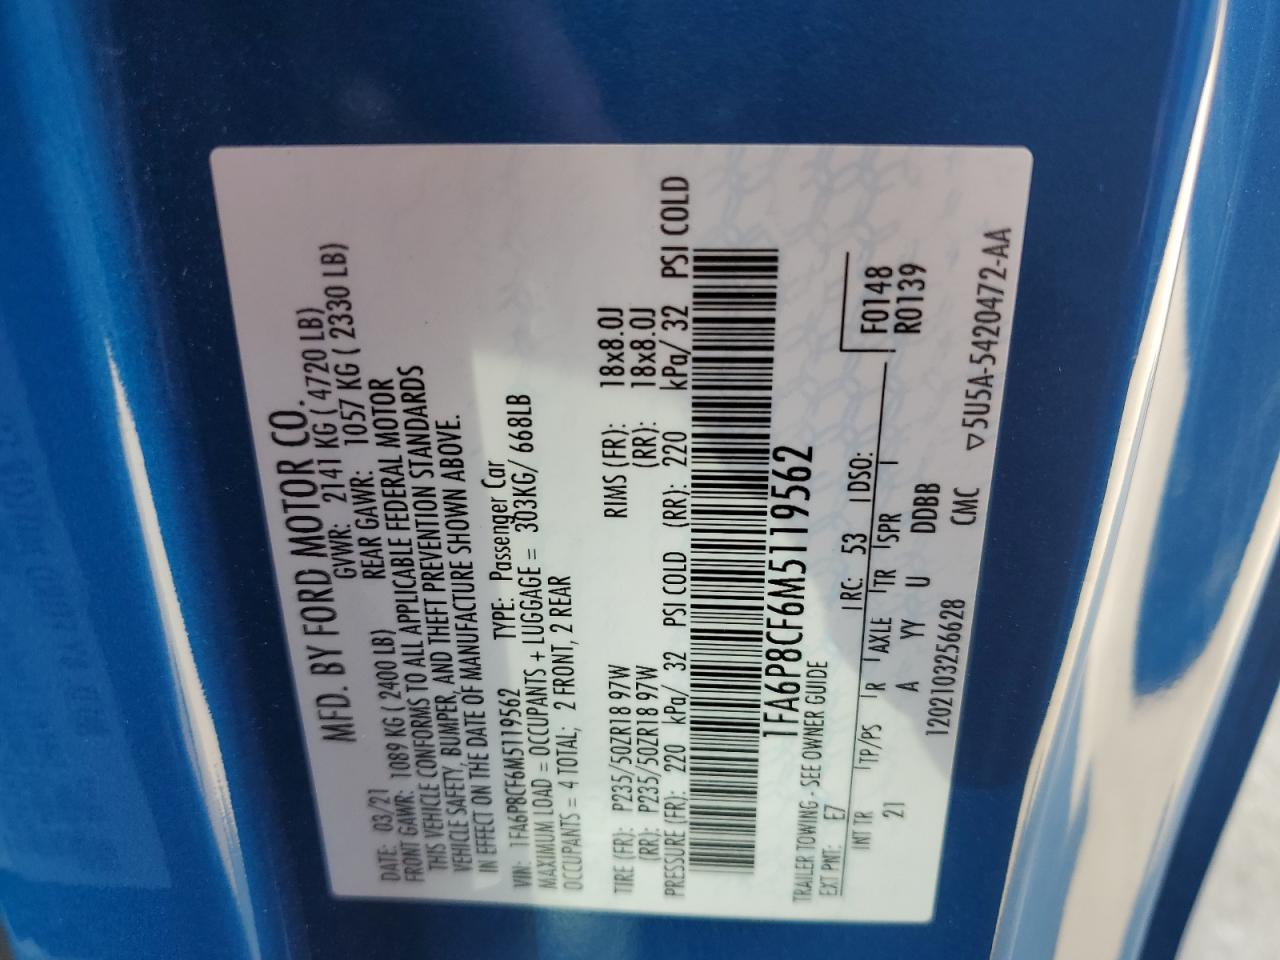 MFD. BY FORD MOTOR CO.
DATE: 03/21 GVWR: 2141 KG ( 4720 LB)
FRONT GAWR: 1089 KG ( 2400 LB) REAR GAWR: 1057 KG ( 2330 LB)
THIS VEHICLE CONFORMS TO ALL APPLICABLE FEDERAL MOTOR
VEHICLE SAFETY, BUMPER, AND THEFT PREVENTION STANDARDS
IN EFFECT ON THE DATE OF MANUFACTURE SHOWN ABOVE.
VIN: 1FA6P8CF6M5119562 TYPE: Passenger Car
MAXIMUM LOAD = OCCUPANTS + LUGGAGE = 303KG/ 668LB
OCCUPANTS = 4 TOTAL; 2 FRONT, 2 REAR
TIRE (FR): P235/50ZR18 97W RIMS (FR): 18x8.0J
(RR): P235/50ZR18 97W (RR): 18x8.0J
PRESSURE (FR): 220 kPa/ 32 PSI COLD (RR): 220 kPa/ 32 PSI COLD
1FA6P8CF6M5119562
TRAILER TOWING - SEE OWNER GUIDE
EXT PNT: E7 RC: 53 DSO: F0148
INT TR TP/PS R AXLE TR SPR R0139
21 A YY U DDBB
12021032566​28 CMC ▽5U5A-5420472-AA